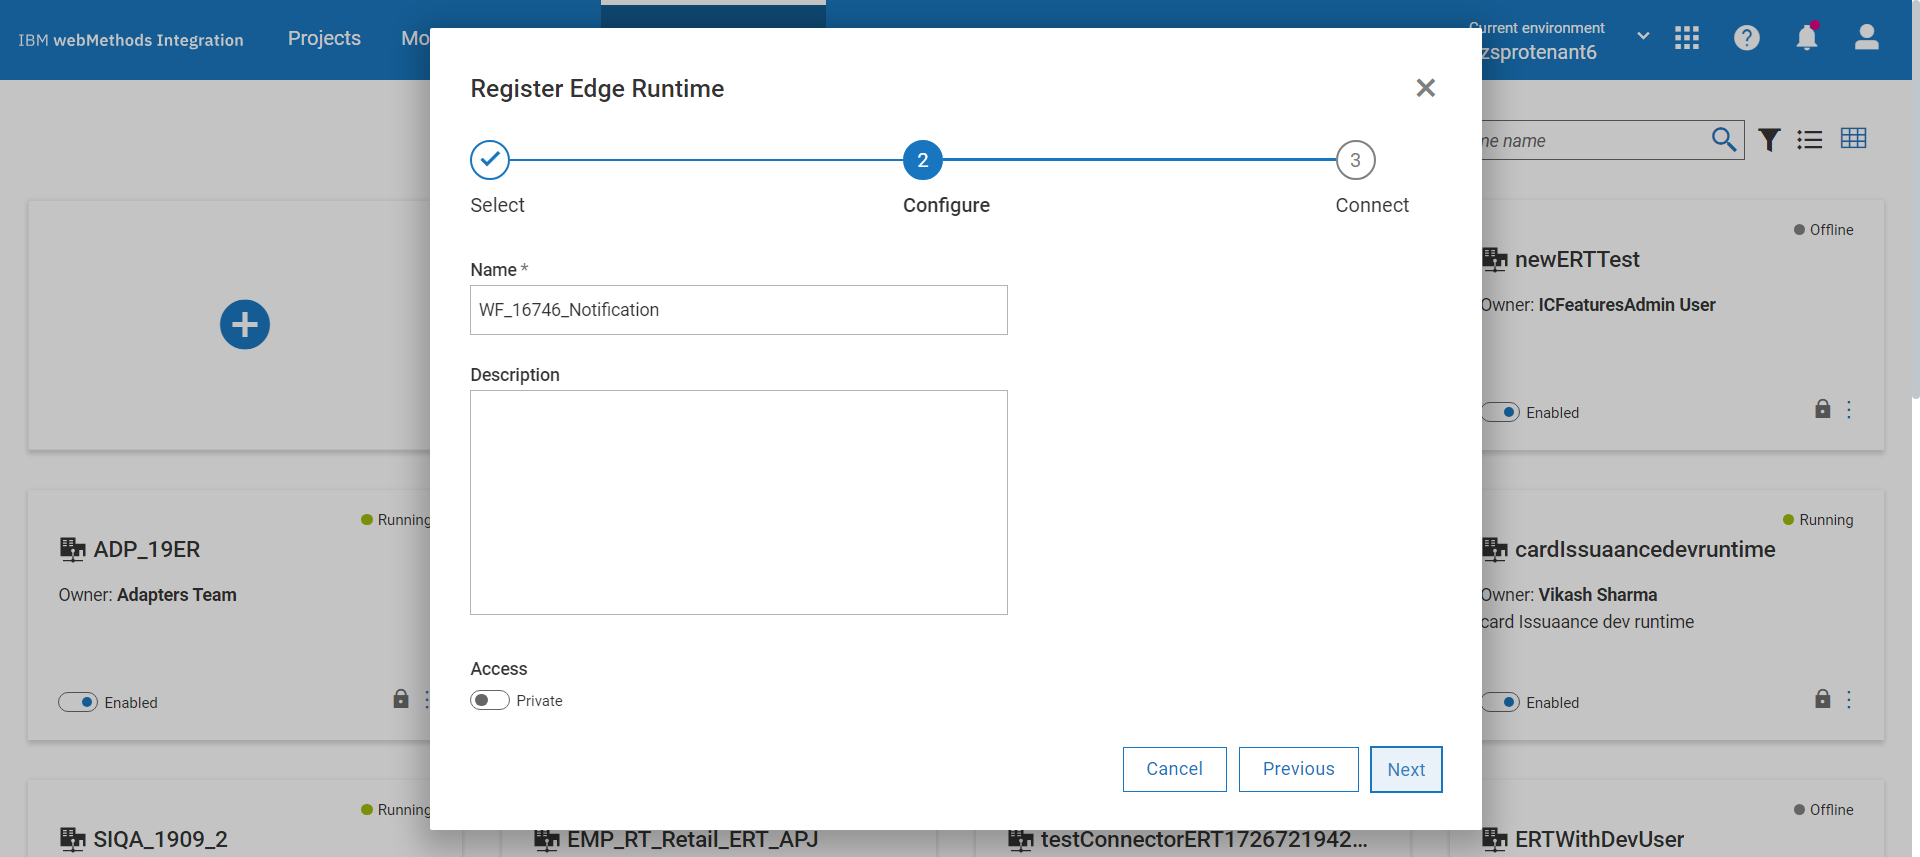 IBM webMethods Integration
Projects
Mo
Current environment
zsprotenant6
Register Edge Runtime
2
3
Select
Configure
Connect
me name
Name *
WF_16746_Notification
Description
Access
Private
Cancel
Previous
Next
Offline
newERTTest
Owner: ICFeaturesAdmin User
Enabled
Running
ADP_19ER
Owner: Adapters Team
Enabled
Running
cardIssuaancedevruntime
Owner: Vikash Sharma
card Issuaance dev runtime
Enabled
Running
SIQA_1909_2
EMP_RT_Retail_ERT_APJ
testConnectorERT1726721942...
Offline
ERTWithDevUser